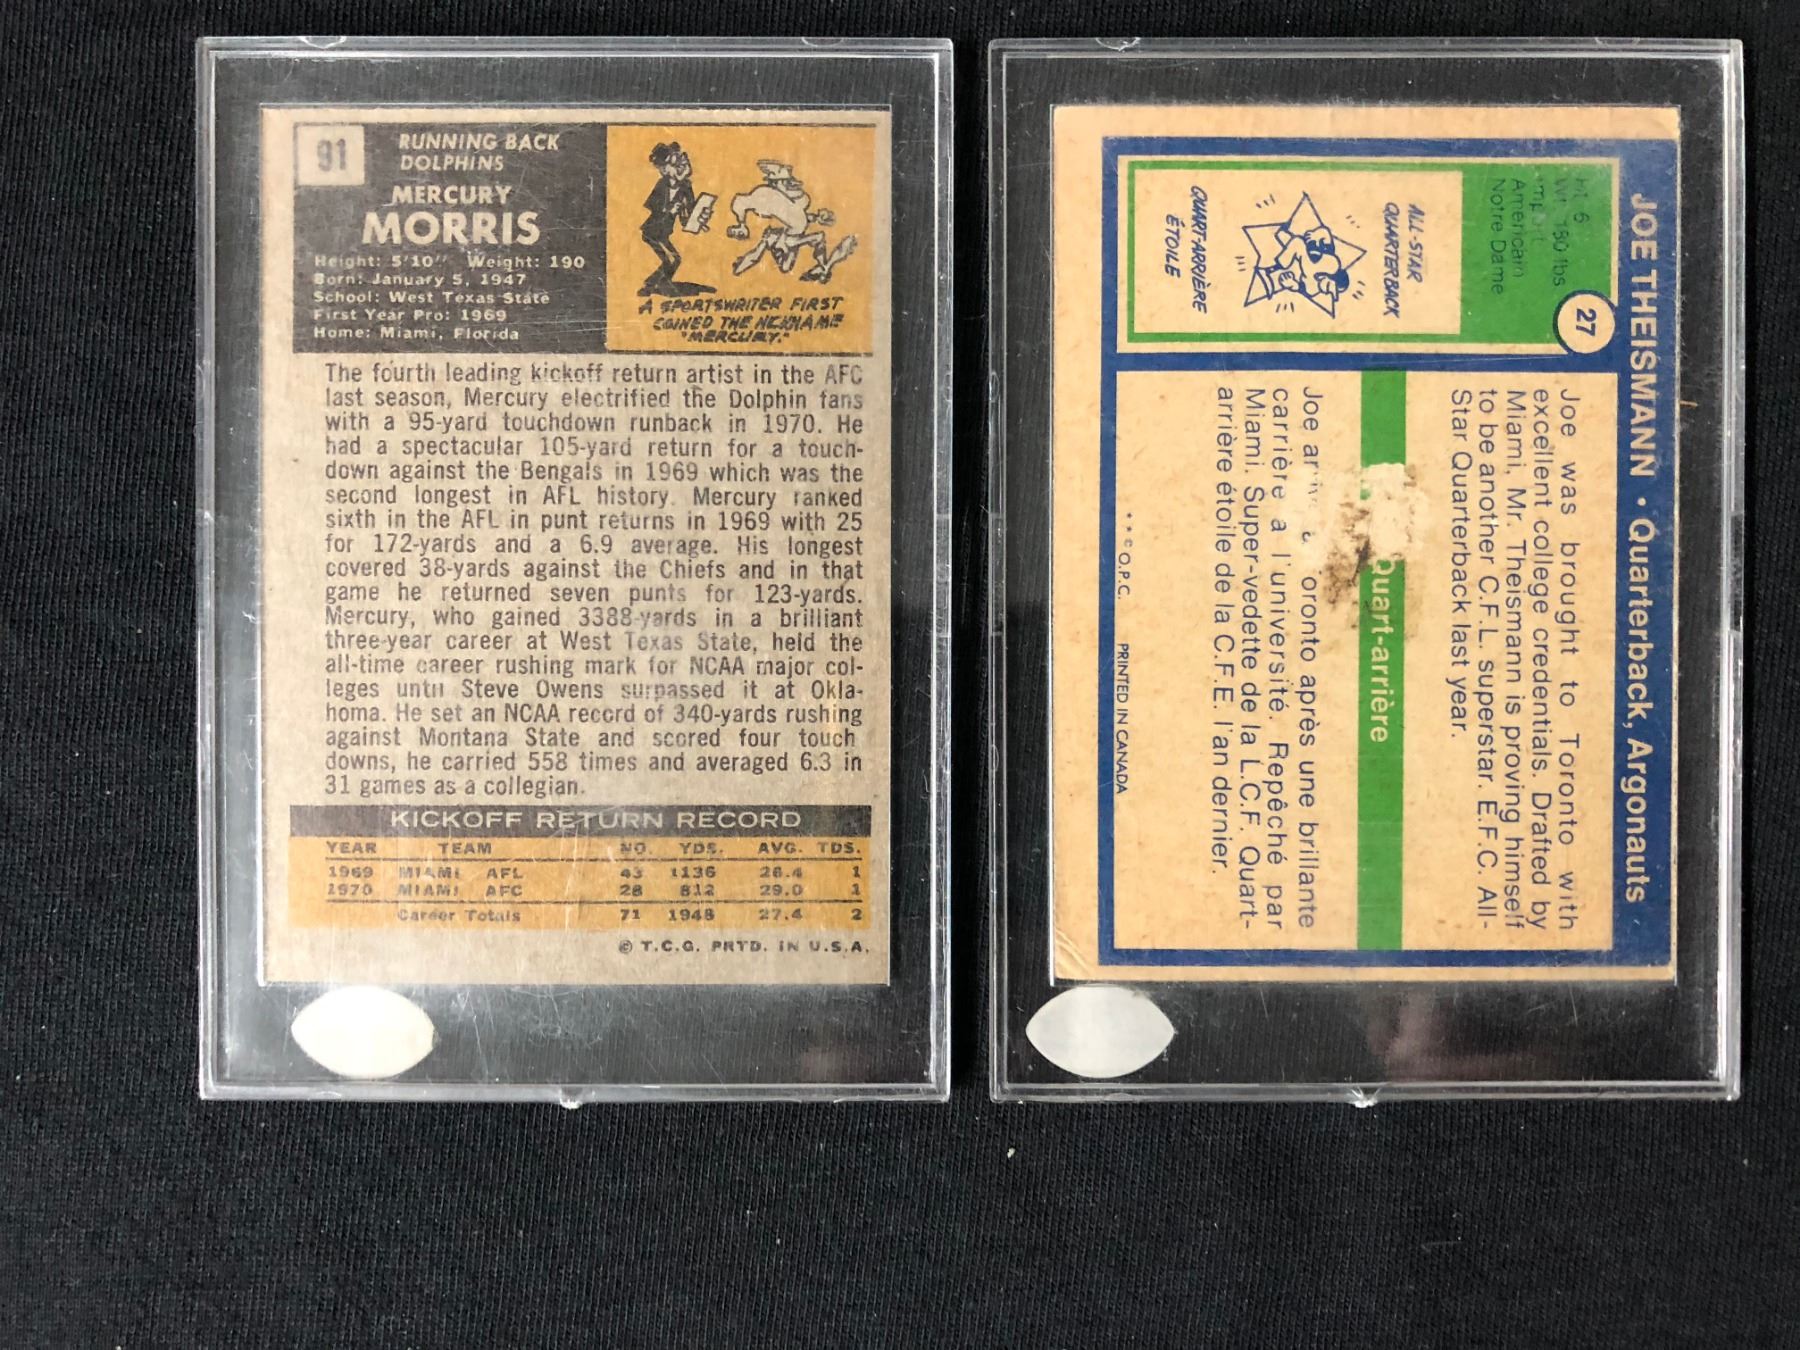 91
RUNNING BACK
DOLPHINS
MERCURY
MORRIS
Height: 5'10" Weight: 190
Born: January 5, 1947
School: West Texas State
First Year Pro: 1969
Home: Miami, Florida
A SPORTSWRITER FIRST
COINED THE NICKNAME
"MERCURY."
The fourth leading kickoff return artist in the AFC
last season, Mercury electrified the Dolphin fans
with a 95-yard touchdown runback in 1970. He
had a spectacular 105-yard return for a touch-
down against the Bengals in 1969 which was the
second longest in AFL history. Mercury ranked
sixth in the AFL in punt returns in 1969 with 25
for 172-yards and a 6.9 average. His longest
covered 38-yards against the Chiefs and in that
game he returned seven punts for 123-yards.
Mercury, who gained 3388-yards in a brilliant
three-year career at West Texas State, held the
all-time career rushing mark for NCAA major col-
leges until Steve Owens surpassed it at Okla-
homa. He set an NCAA record of 340-yards rushing
against Montana State and scored four touch
downs, he carried 558 times and averaged 6.3 in
31 games as a collegian.
KICKOFF RETURN RECORD
YEAR TEAM NO. YDS. AVG. TDS.
1969 MIAMI AFL 43 1136 26.4 1
1970 MIAMI AFC 28 812 29.0 1
Career Totals 71 1948 27.4 2
© T.C.G. PRTD. IN U.S.A.
JOE THEISMANN • Quarterback, Argonauts
27
Ht. 6
Wt. 180 lbs
Import
American
Notre Dame
ALL-STAR
QUARTERBACK
QUART-ARRIÈRE
ÉTOILE
Joe was brought to Toronto with
excellent college credentials. Drafted by
Miami, Mr. Theismann is proving himself
to be another C.F.L. superstar. E.F.C. All-
Star Quarterback last year.
Quart-arrière
Joe oronto après une brillante
carrière a l'université. Repêché par
Miami. Super-vedette de la L.C.F. Quart-
arrière étoile de la C.F.E. l'an dernier.
* * © O.P.C. PRINTED IN CANADA